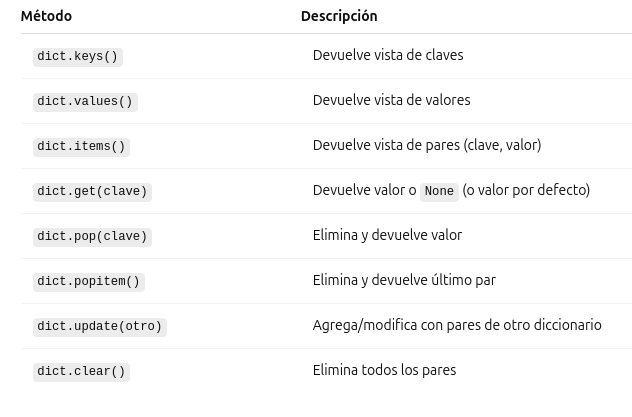 Método Descripción
dict.keys() Devuelve vista de claves
dict.values() Devuelve vista de valores
dict.items() Devuelve vista de pares (clave, valor)
dict.get(clave) Devuelve valor o None (o valor por defecto)
dict.pop(clave) Elimina y devuelve valor
dict.popitem() Elimina y devuelve último par
dict.update(otro) Agrega/modifica con pares de otro diccionario
dict.clear() Elimina todos los pares